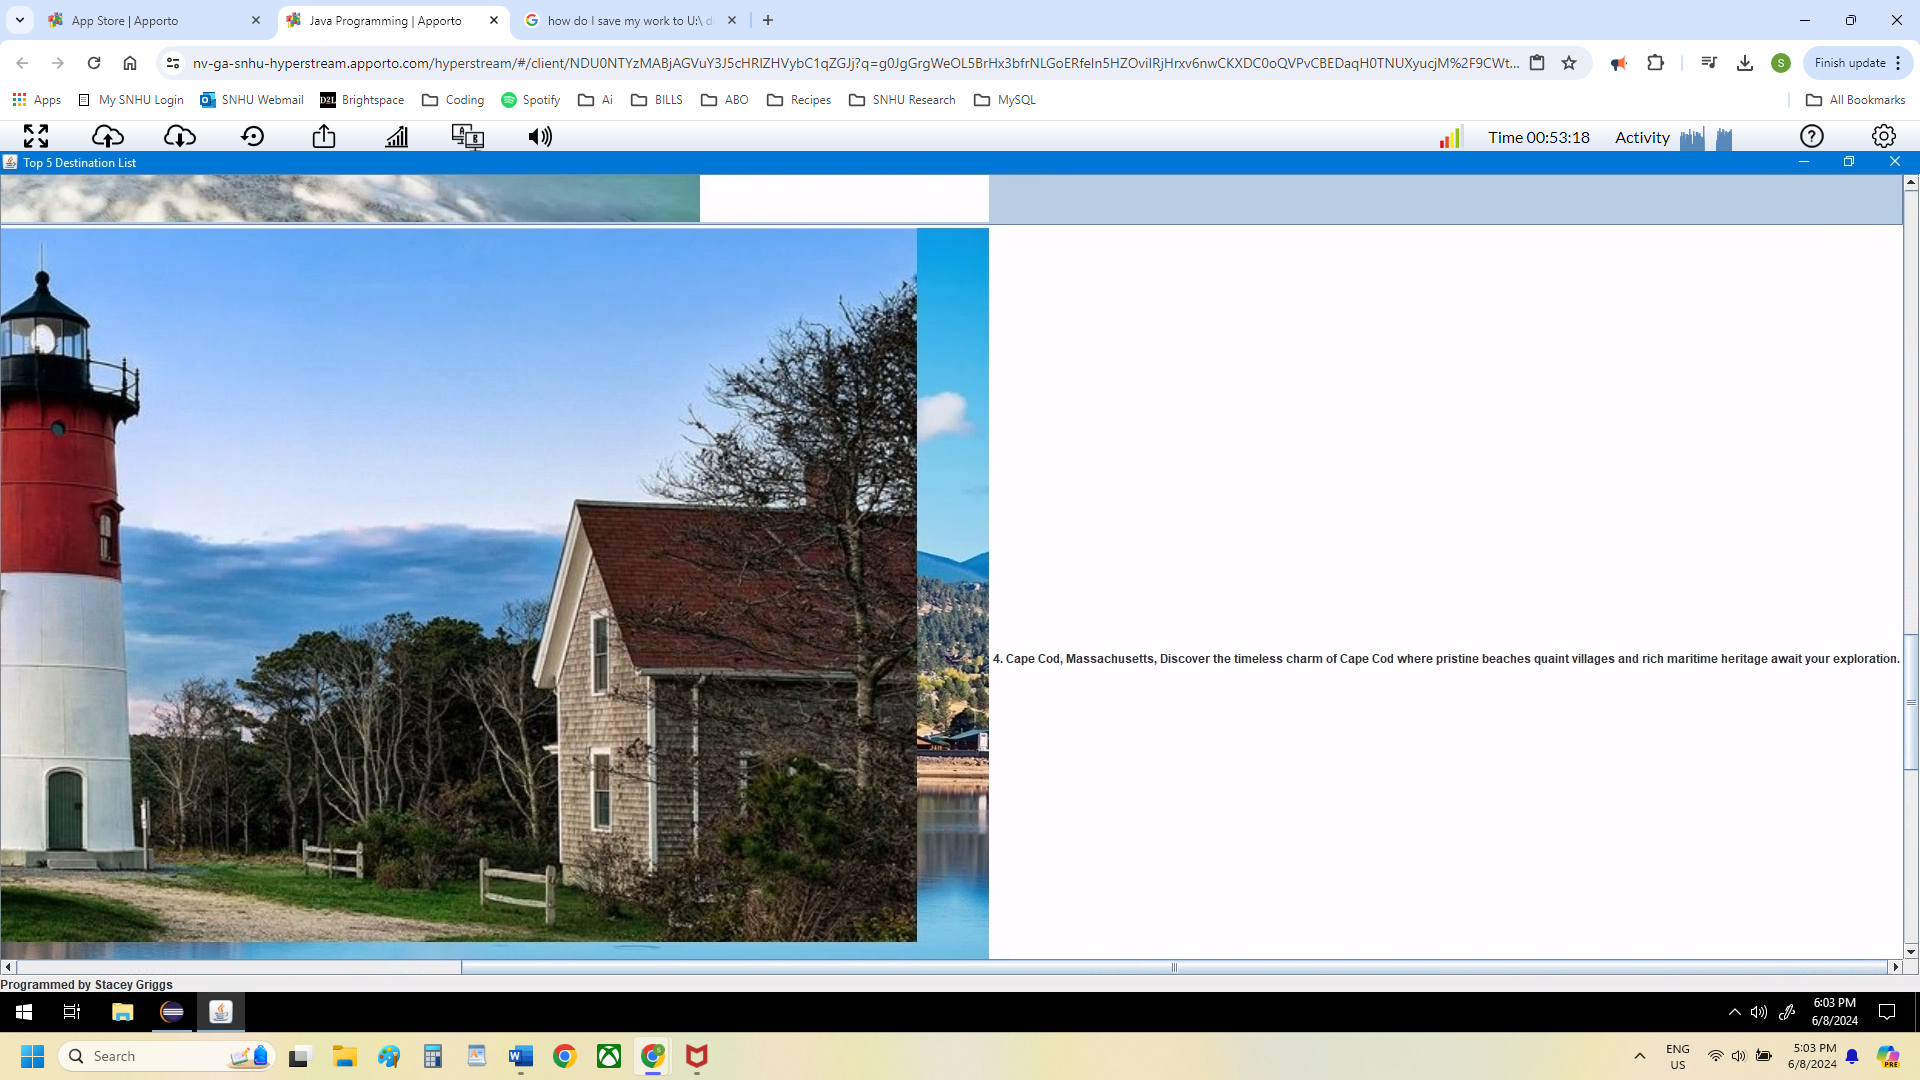 App Store | Apporto
Java Programming | Apporto
how do I save my work to U:\ d
nv-ga-snhu-hyperstream.apporto.com/hyperstream/#/client/
Finish update
Apps
My SNHU Login
SNHU Webmail
D2L
Brightspace
Coding
Spotify
Ai
BILLS
ABO
Recipes
SNHU Research
MySQL
All Bookmarks
Time 00:53:18
Activity
Top 5 Destination List
4. Cape Cod, Massachusetts, Discover the timeless charm of Cape Cod where pristine beaches quaint villages and rich maritime heritage await your exploration.
Programmed by Stacey Griggs
6:03 PM
6/8/2024
Search
ENG
US
5:03 PM
6/8/2024